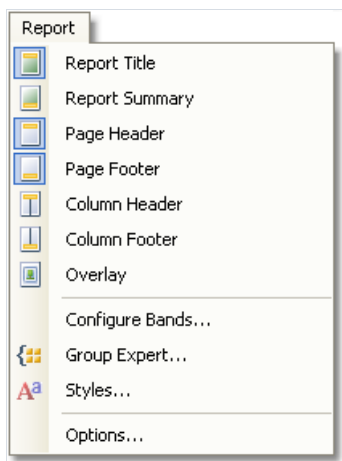 Report
Report Title
Report Summary
Page Header
Page Footer
Column Header
Column Footer
Overlay
Configure Bands...
Group Expert...
Styles...
Options...